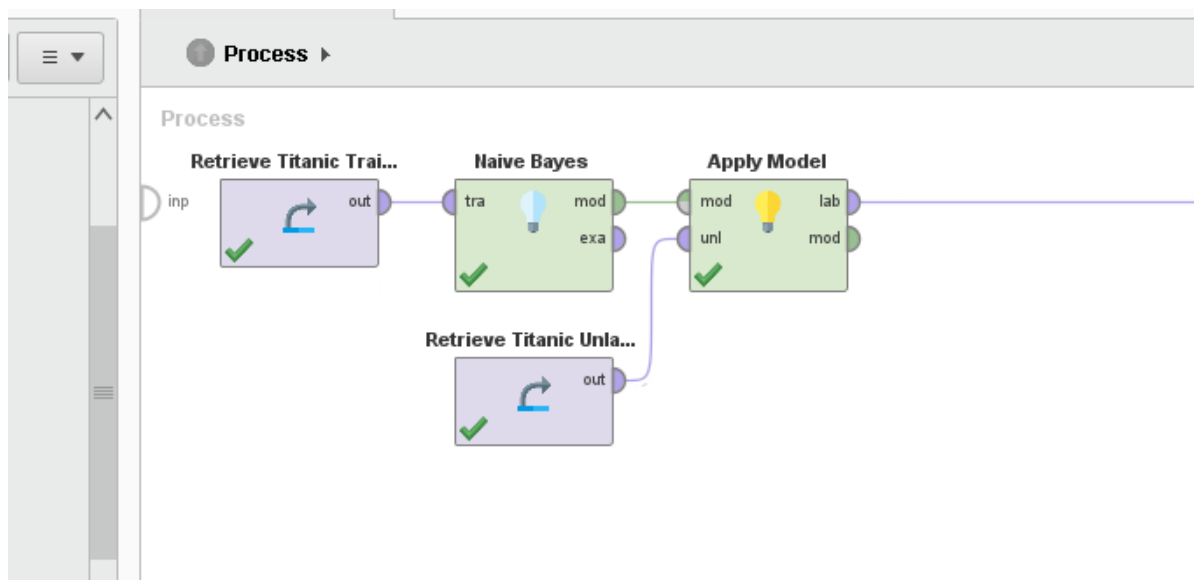 Process
Process
Retrieve Titanic Trai...
Naive Bayes
Apply Model
inp
out
tra
mod
exa
mod
lab
unl
mod
Retrieve Titanic Unla...
out